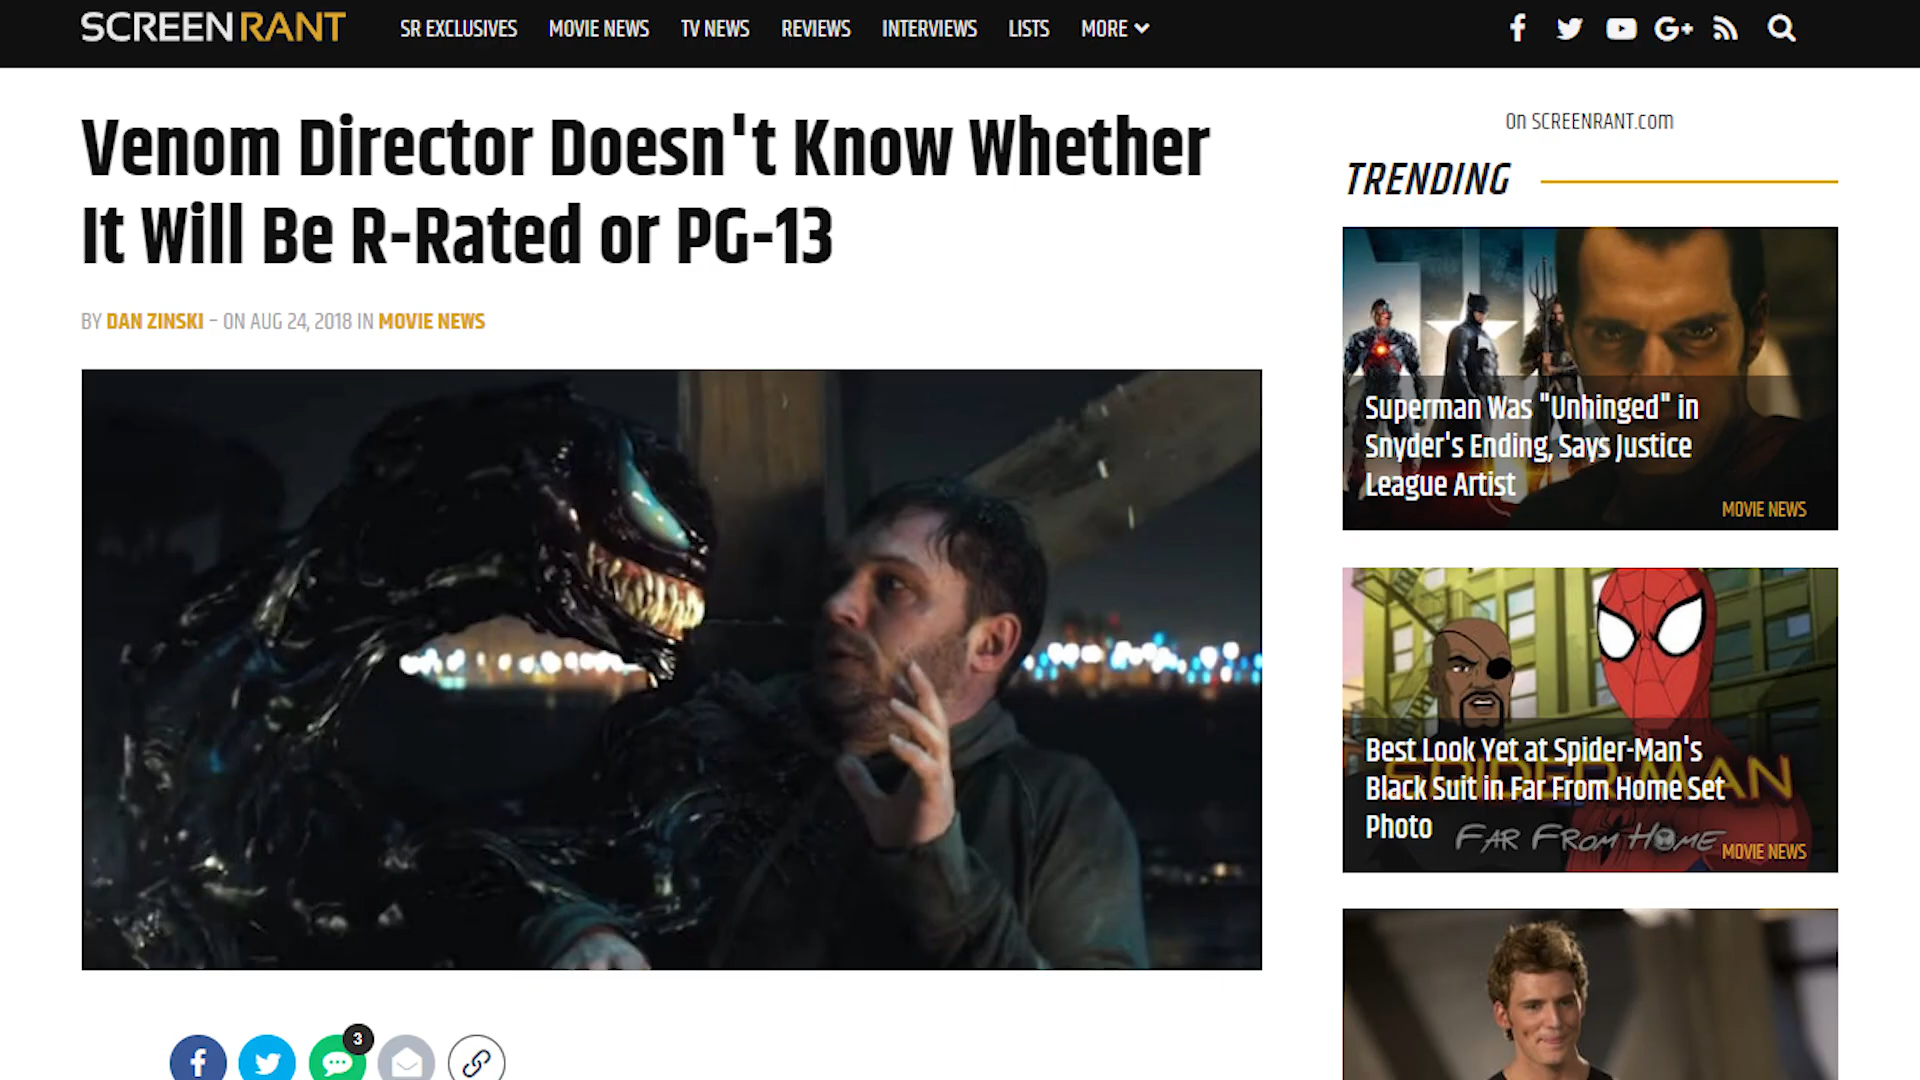 SCREENRANT SR EXCLUSIVES MOVIE NEWS TV NEWS REVIEWS INTERVIEWS LISTS MORE G+
Venom Director Doesn't Know Whether
It Will Be R-Rated or PG-13
BY DAN ZINSKI – ON AUG 24, 2018 IN MOVIE NEWS
3
On SCREENRANT.com
TRENDING
Superman Was "Unhinged" in
Snyder's Ending, Says Justice
League Artist
MOVIE NEWS
Best Look Yet at Spider-Man's
Black Suit in Far From Home Set
Photo
SPIDER-MAN
FAR FROM HOME
MOVIE NEWS